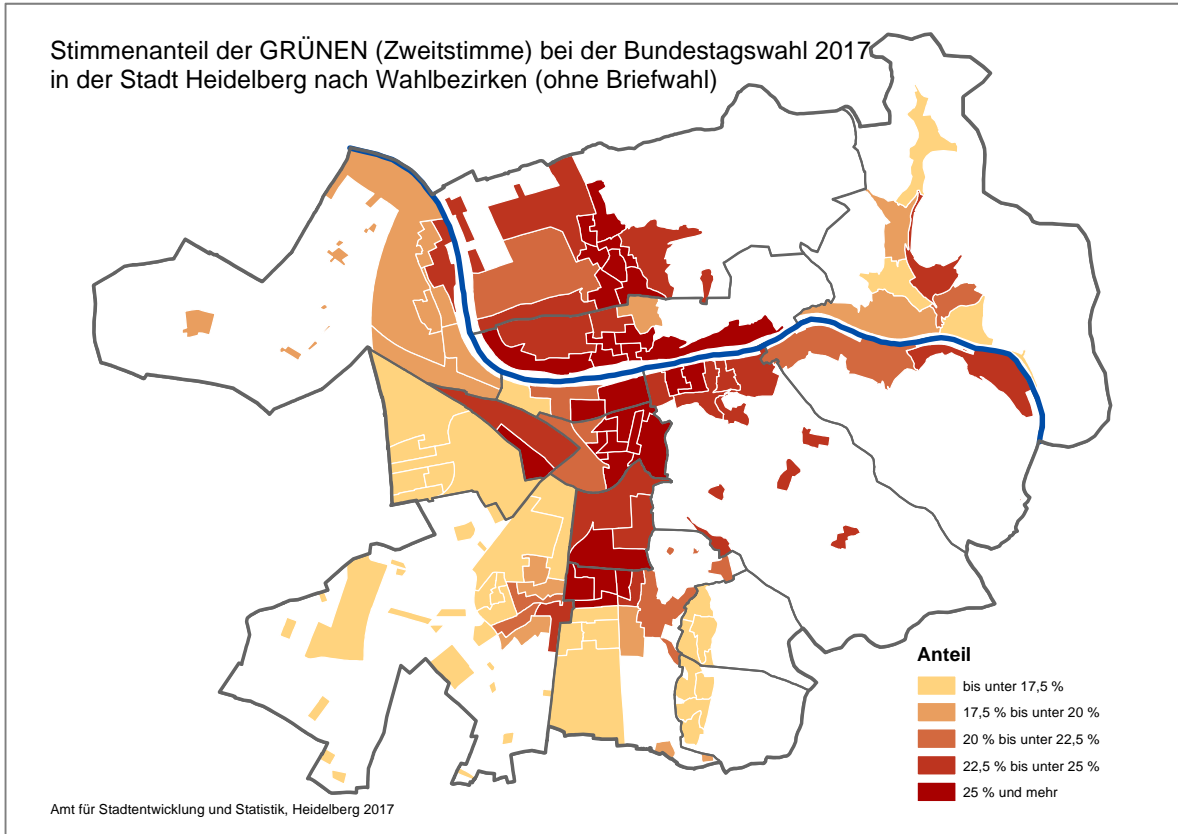 Stimmenanteil der GRÜNEN (Zweitstimme) bei der Bundestagswahl 2017
in der Stadt Heidelberg nach Wahlbezirken (ohne Briefwahl)
Anteil
bis unter 17,5 %
17,5 % bis unter 20 %
20 % bis unter 22,5 %
22,5 % bis unter 25 %
25 % und mehr
Amt für Stadtentwicklung und Statistik, Heidelberg 2017